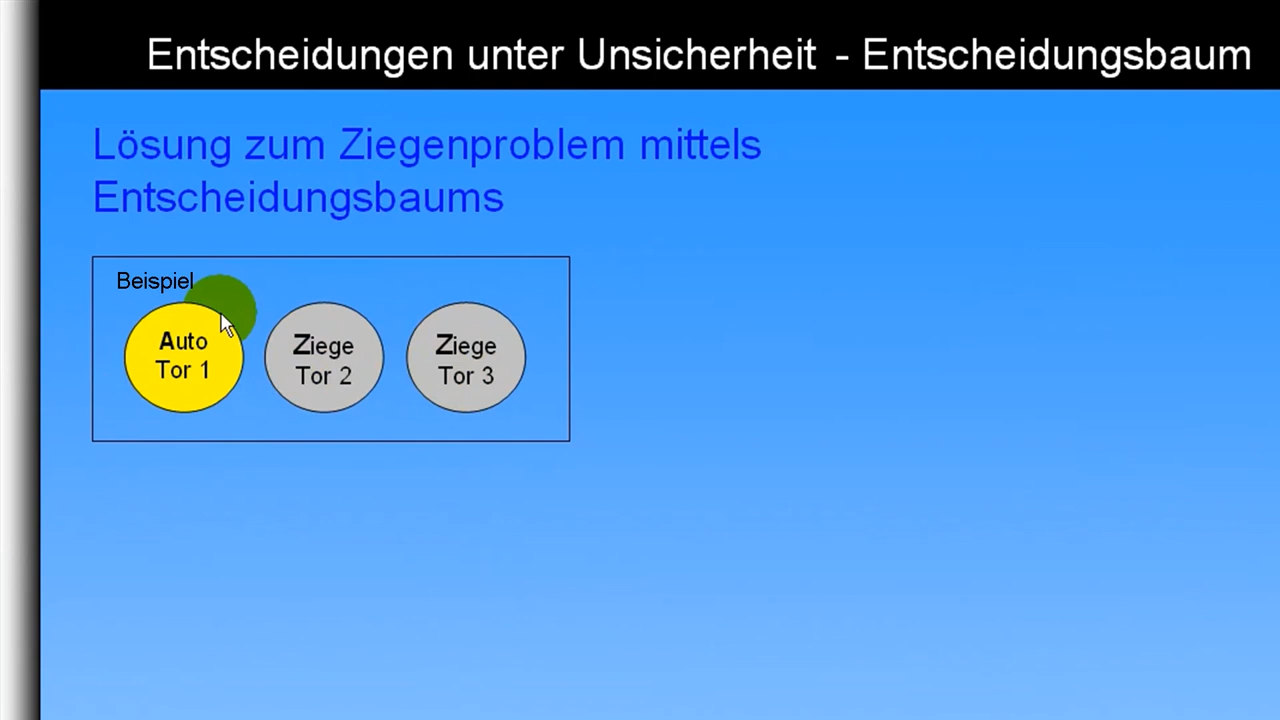 Entscheidungen unter Unsicherheit - Entscheidungsbaum
Lösung zum Ziegenproblem mittels
Entscheidungsbaums
Beispiel
Auto
Tor 1
Ziege
Tor 2
Ziege
Tor 3